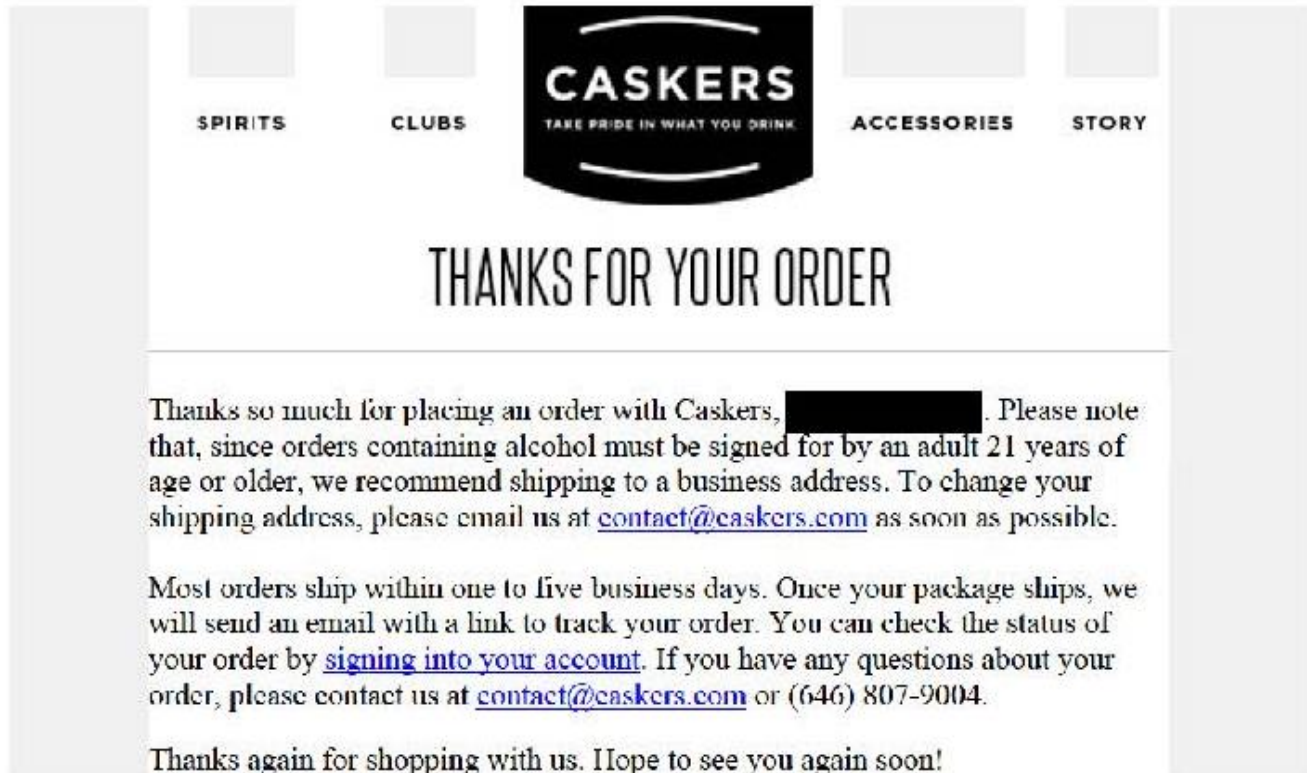 CASKERS
TAKE PRIDE IN WHAT YOU DRINK
SPIRITS CLUBS ACCESSORIES STORY
THANKS FOR YOUR ORDER
Thanks so much for placing an order with Caskers, . Please note
that, since orders containing alcohol must be signed for by an adult 21 years of
age or older, we recommend shipping to a business address. To change your
shipping address, please email us at contact@caskers.com as soon as possible.
Most orders ship within one to five business days. Once your package ships, we
will send an email with a link to track your order. You can check the status of
your order by signing into your account. If you have any questions about your
order, please contact us at contact@caskers.com or (646) 807-9004.
Thanks again for shopping with us. Hope to see you again soon!